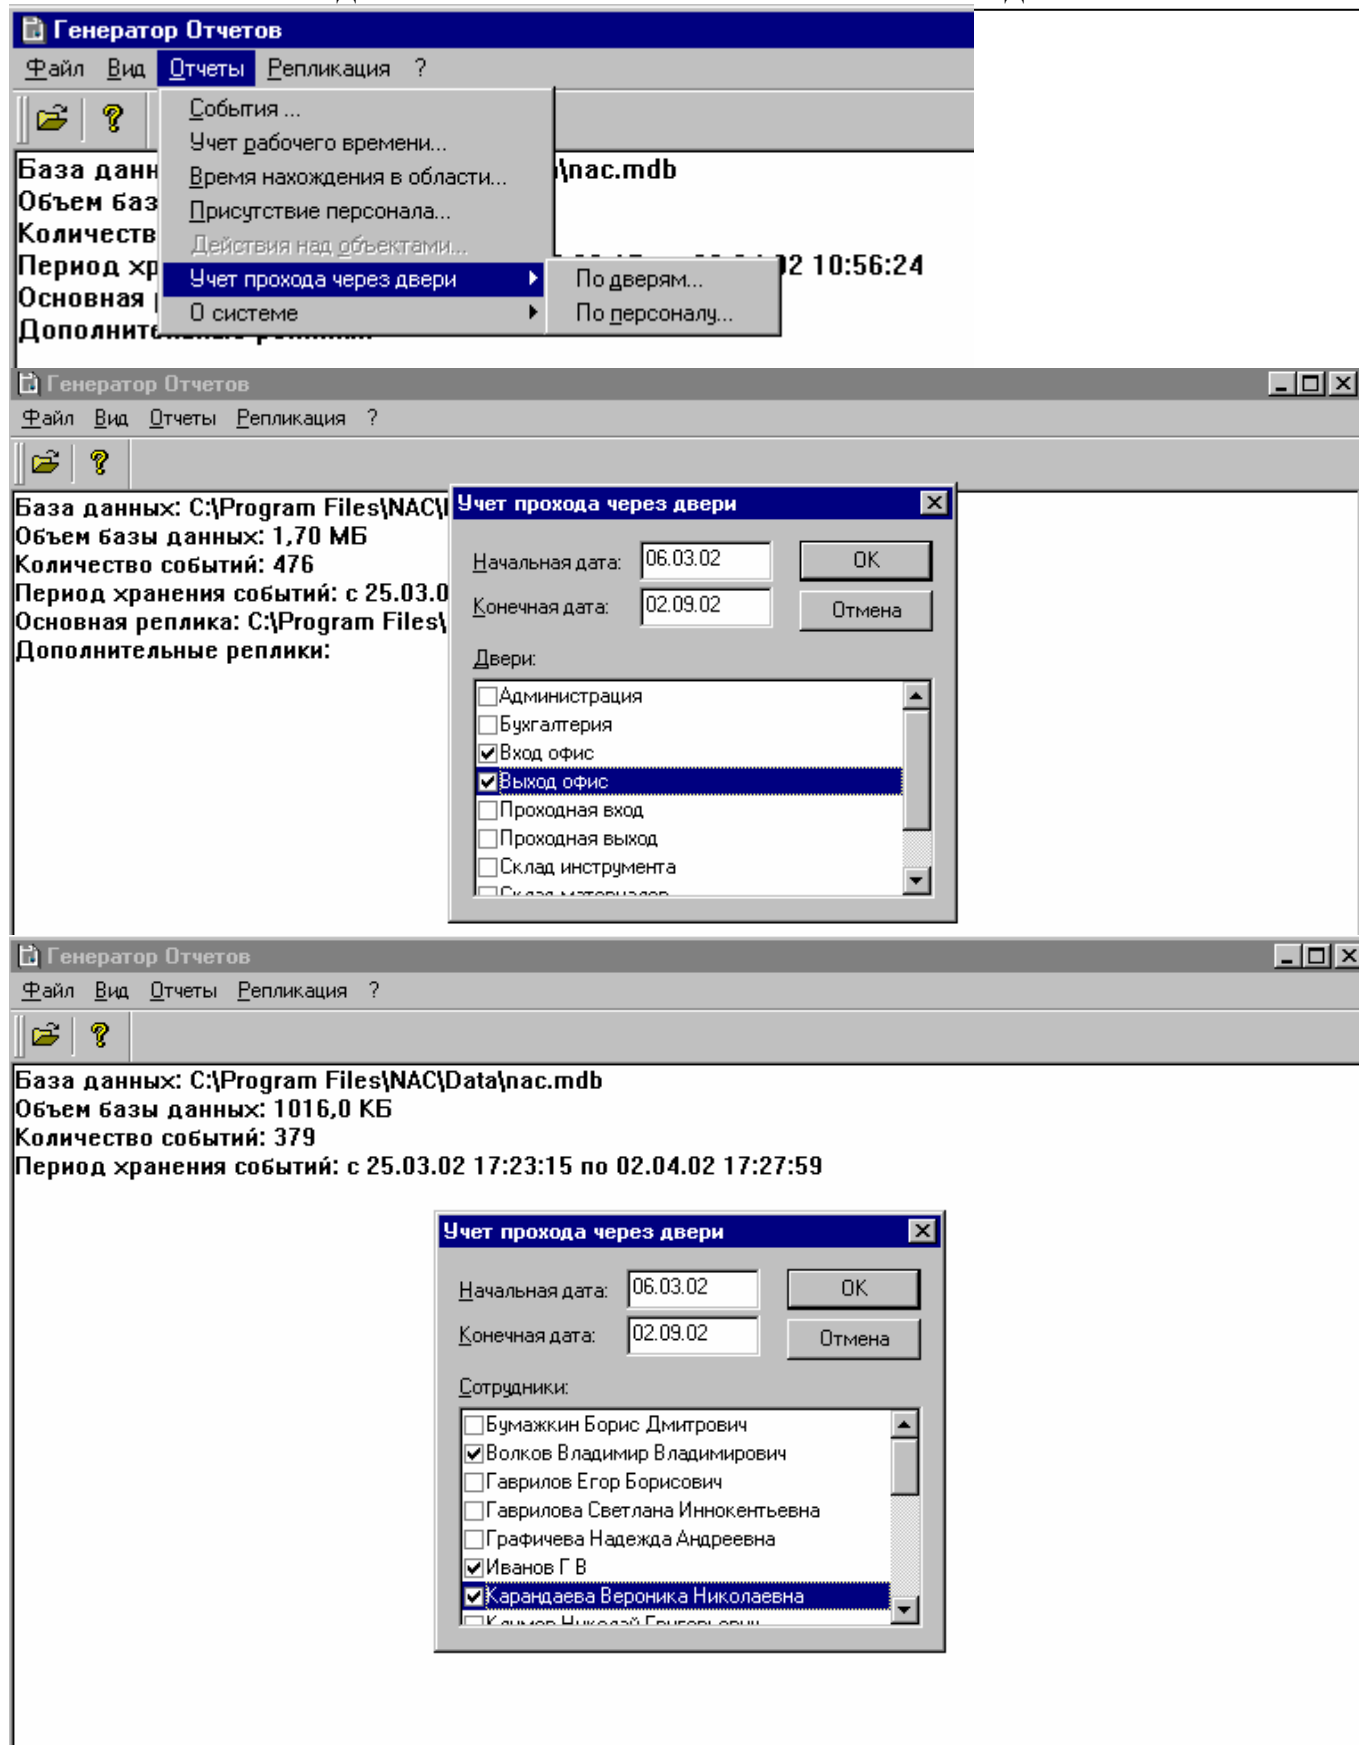 Генератор Отчетов
Файл Вид Отчеты Репликация ?
События ...
Учет рабочего времени...
База данн \nac.mdb
Время нахождения в области...
Объем баз
Присутствие персонала...
Количеств
Действия над объектами...
Период хр 02 10:56:24
Учет прохода через двери По дверям...
Основная
О системе По персоналу...
Генератор Отчетов
Файл Вид Отчеты Репликация ?
База данных: C:\Program Files\NAC\
Объем базы данных: 1,70 МБ
Количество событий: 476
Период хранения событий: с 25.03.0
Основная реплика: C:\Program Files\
Дополнительные реплики:
Учет прохода через двери
Начальная дата: 06.03.02 OK
Конечная дата: 02.09.02 Отмена
Двери:
Администрация
Бухгалтерия
Вход офис
Выход офис
Проходная вход
Проходная выход
Склад инструмента
Генератор Отчетов
Файл Вид Отчеты Репликация ?
База данных: C:\Program Files\NAC\Data\nac.mdb
Объем базы данных: 1016,0 КБ
Количество событий: 379
Период хранения событий: с 25.03.02 17:23:15 по 02.04.02 17:27:59
Учет прохода через двери
Начальная дата: 06.03.02 OK
Конечная дата: 02.09.02 Отмена
Сотрудники:
Бумажкин Борис Дмитрович
Волков Владимир Владимирович
Гаврилов Егор Борисович
Гаврилова Светлана Иннокентьевна
Графичева Надежда Андреевна
Иванов Г В
Карандаева Вероника Николаевна